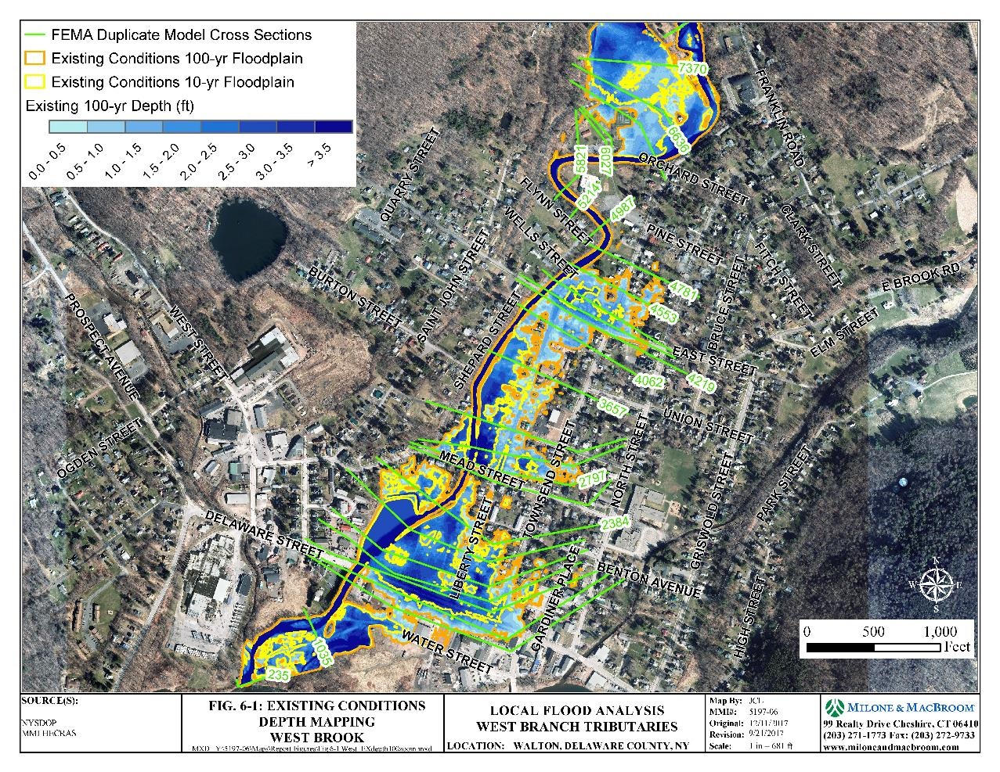 FEMA Duplicate Model Cross Sections
Existing Conditions 100-yr Floodplain
Existing Conditions 10-yr Floodplain
Existing 100-yr Depth (ft)
0.0 - 0.5
0.5 - 1.0
1.0 - 1.5
1.5 - 2.0
2.0 - 2.5
2.5 - 3.0
3.0 - 3.5
> 3.5
7370
FRANKLIN ROAD
6636
5821
6027
ORCHARD STREET
QUARRY STREET
FLYNN STREET
5214
4987
WELLS STREET
PINE STREET
CLARK STREET
FITCH STREET
SAINT JOHN STREET
BURTON STREET
4781
4553
BRUCE STREET
E BROOK RD
ELM STREET
PROSPECT AVENUE
WEST STREET
SHEPARD STREET
EAST STREET
4219
4062
3657
UNION STREET
OGDEN STREET
MEAD STREET
2797
TOWNSEND STREET
NORTH STREET
GRISWOLD STREET
PARK STREET
2384
DELAWARE STREET
LIBERTY STREET
GARDINER PLACE
BENTON AVENUE
HIGH STREET
WATER STREET
1035
235
N
W E
S
0 500 1,000
Feet
SOURCE(S):
NYSDOP
MMI HECRAS
FIG. 6-1: EXISTING CONDITIONS
DEPTH MAPPING
WEST BROOK
LOCAL FLOOD ANALYSIS
WEST BRANCH TRIBUTARIES
LOCATION: WALTON, DELAWARE COUNTY, NY
Map By: JCL
MMI#: 5197-06
Original: 12/11/2017
Revision: 9/21/2017
Scale: 1 in = 681 ft
MILONE & MACBROOM
99 Realty Drive Cheshire, CT 06410
(203) 271-1773 Fax: (203) 272-9733
www.miloneandmacbroom.com